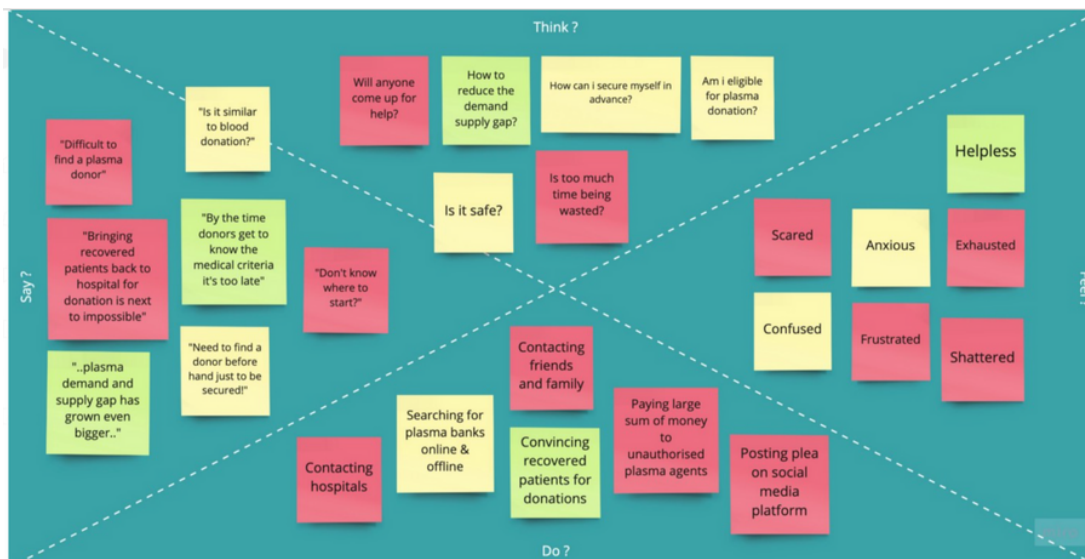 Think ?
Will anyone
come up for
help?
How to
reduce the
demand
supply gap?
How can i secure myself in
advance?
Am i eligible
for plasma
donation?
Is it safe?
Is too much
time being
wasted?
Say ?
"Is it similar
to blood
donation?"
"Difficult to
find a plasma
donor"
"Bringing
recovered
patients back to
hospital for
donation is next
to impossible"
"By the time
donors get to
know the
medical criteria
it's too late"
"Don't know
where to
start?"
"..plasma
demand and
supply gap has
grown even
bigger.."
"Need to find a
donor before
hand just to be
secured!"
Helpless
Scared
Anxious
Exhausted
Confused
Frustrated
Shattered
Contacting
friends
and family
Searching for
plasma banks
online &
offline
Paying large
sum of money
to
unauthorised
plasma agents
Contacting
hospitals
Convincing
recovered
patients for
donations
Posting plea
on social
media
platform
Do ?